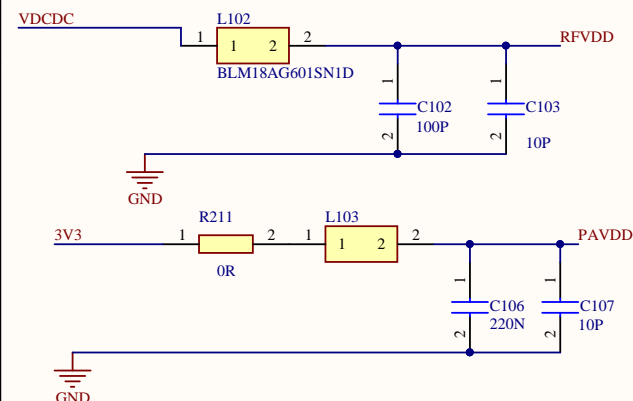 VDCDC
L102
1 1 2 2
RFVDD
BLM18AG601SN1D
1 1
C102 C103
100P
2 2
10P
GND
R211 L103
3V3 1 2 1 1 2 2 PAVDD
0R
1 1
C106 C107
220N 10P
2 2
GND